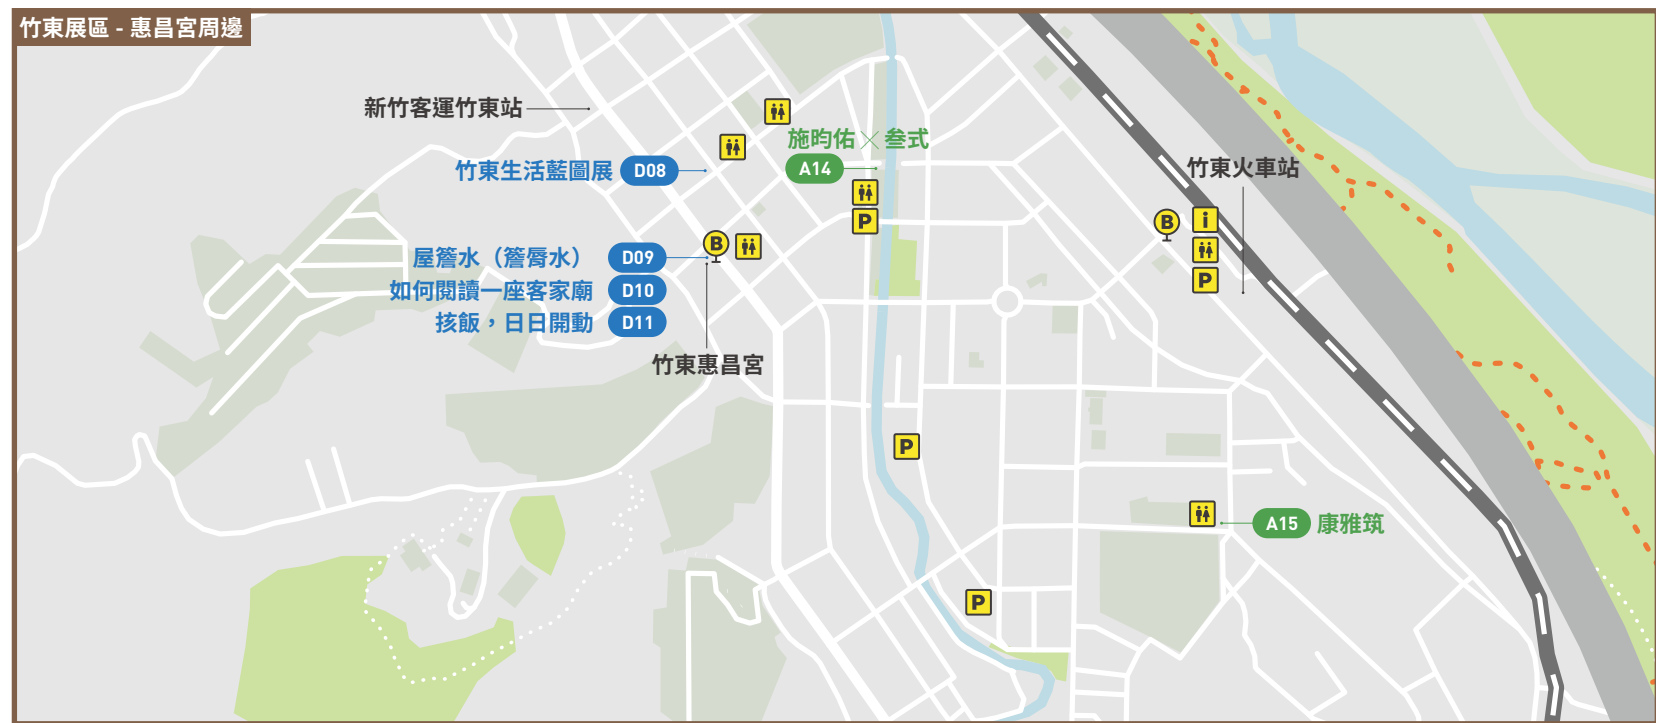 竹東展區 - 惠昌宮周邊
新竹客運竹東站
施昀佑×叁式
A14
竹東生活藍圖展 D08
竹東火車站
P
B
i
P
B
屋簷水（簷脣水） D09
如何閱讀一座客家廟 D10
㧡飯，日日開動 D11
竹東惠昌宮
P
A15 康雅筑
P